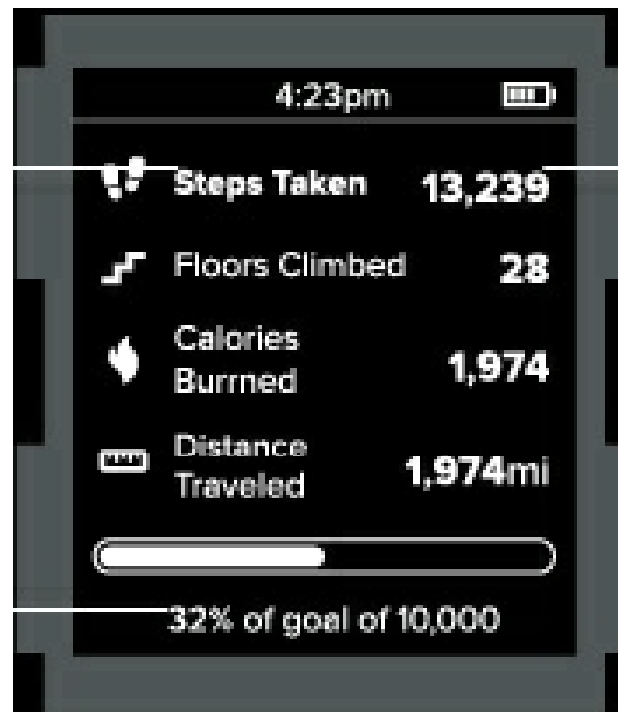 4:23pm
Steps Taken 13,239
Floors Climbed 28
Calories
Burrned 1,974
Distance
Traveled 1,974mi
32% of goal of 10,000